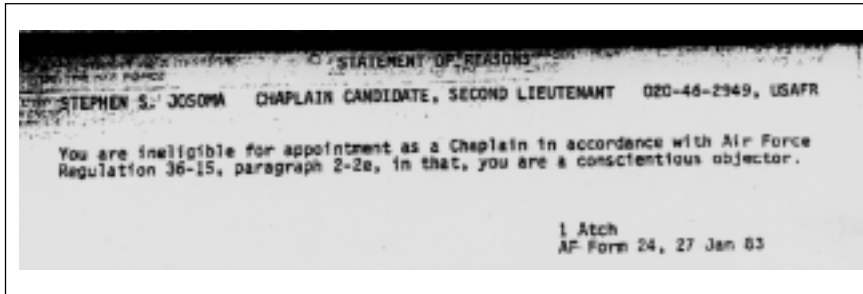 STATEMENT OF REASONS
STEPHEN S. JOSOMA CHAPLAIN CANDIDATE, SECOND LIEUTENANT USAFR
You are ineligible for appointment as a Chaplain in accordance with Air Force
Regulation 36-15, paragraph 2-2e, in that, you are a conscientious objector.
1 Atch
AF Form 24, 27 Jan 83